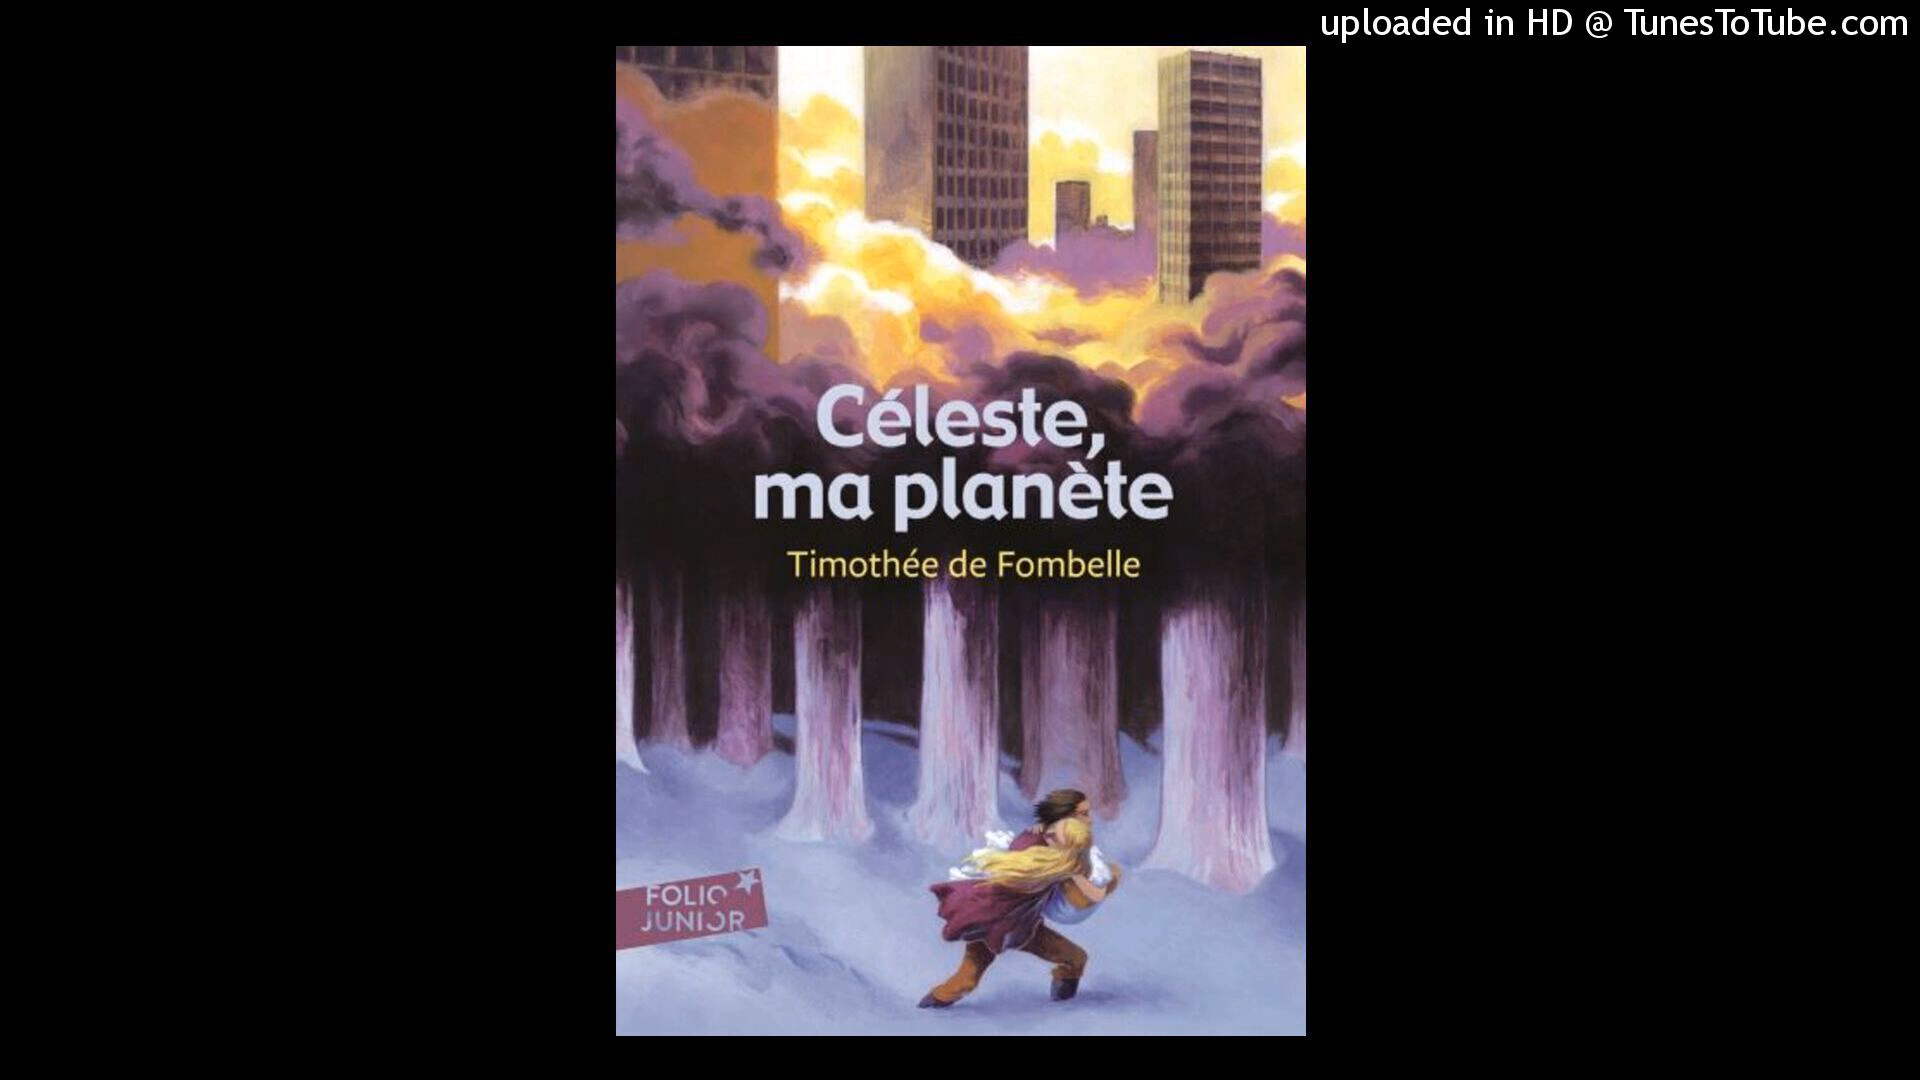 uploaded in HD @ TunesToTube.com
Céleste,
ma planète
Timothée de Fombelle
FOLIO
JUNIOR